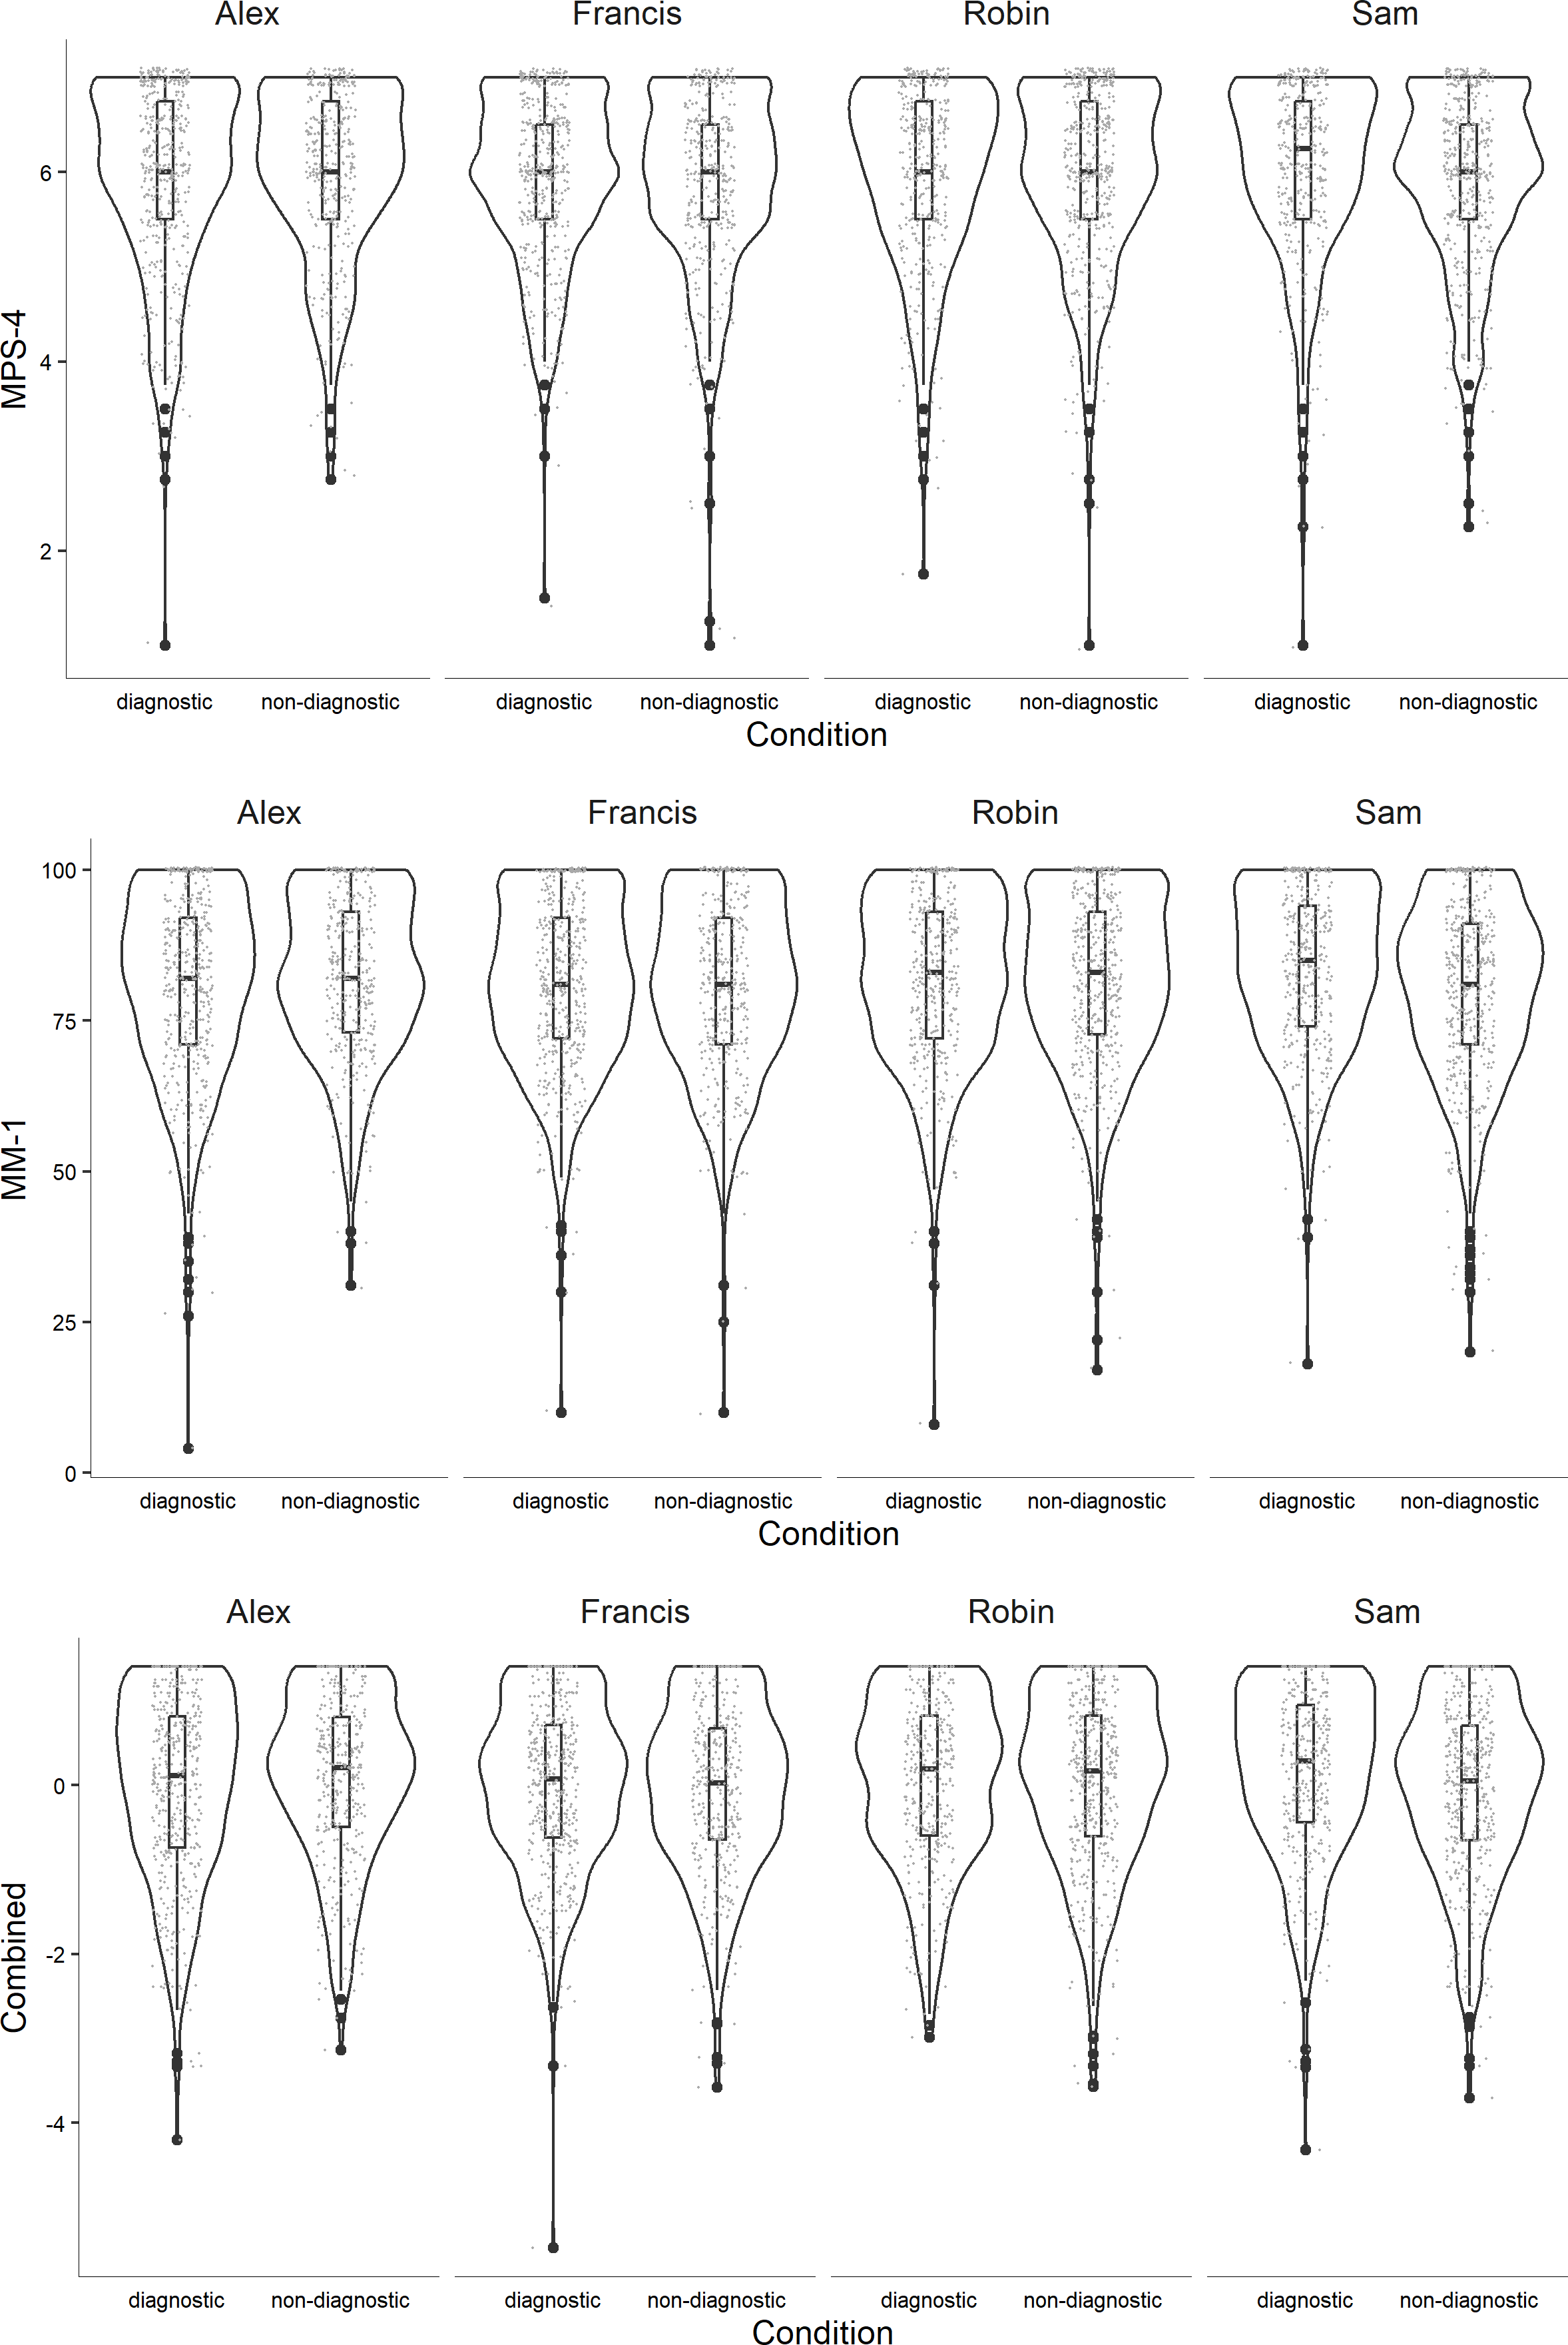 Alex Francis Robin Sam
MPS-4
6
4
2
diagnostic non-diagnostic diagnostic non-diagnostic diagnostic non-diagnostic diagnostic non-diagnostic
Condition
Alex Francis Robin Sam
MM-1
100
75
50
25
0
diagnostic non-diagnostic diagnostic non-diagnostic diagnostic non-diagnostic diagnostic non-diagnostic
Condition
Alex Francis Robin Sam
Combined
0
-2
-4
diagnostic non-diagnostic diagnostic non-diagnostic diagnostic non-diagnostic diagnostic non-diagnostic
Condition